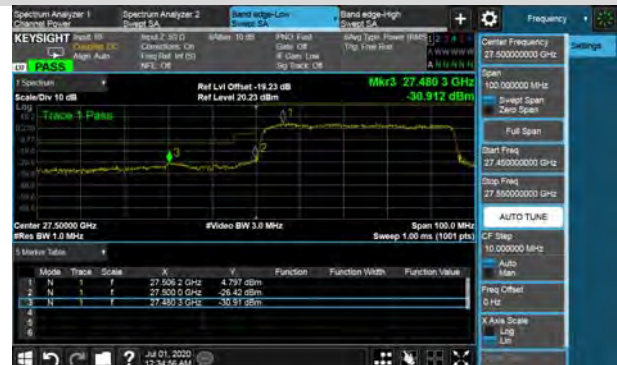 Spectrum Analyzer 1
Channel Power
Spectrum Analyzer 2
Swept SA
Band edge-Low
Swept SA
Band edge-High
Swept SA
+
Frequency
KEYSIGHT
Input: RF
Coupling: DC
Align: Auto
Input Z: 50 Ω
Corrections: On
Freq Ref: Int (S)
NFE: Off
#Atten: 10 dB
PNO: Fast
Gate: Off
IF Gain: Low
Sig Track: Off
#Avg Type: Power (RMS)
Trig: Free Run
PASS
1 Spectrum
Scale/Div 10 dB
Ref Lvl Offset -19.23 dB
Ref Level 20.23 dBm
Mkr3 27.480 3 GHz
-30.912 dBm
Log
Trace 1 Pass
1
2
3
Center 27.50000 GHz
#Res BW 1.0 MHz
#Video BW 3.0 MHz
Span 100.0 MHz
Sweep 1.00 ms (1001 pts)
5 Marker Table
Mode Trace Scale X Y Function Function Width Function Value
1 N 1 f 27.506 2 GHz 4.797 dBm
2 N 1 f 27.500 0 GHz -26.42 dBm
3 N 1 f 27.480 3 GHz -30.91 dBm
4
5
6
Jul 01, 2020
12:34:56 AM
Center Frequency
27.500000000 GHz
Settings
Span
100.000000 MHz
Swept Span
Zero Span
Full Span
Start Freq
27.450000000 GHz
Stop Freq
27.550000000 GHz
AUTO TUNE
CF Step
10.000000 MHz
Auto
Man
Freq Offset
0 Hz
X Axis Scale
Log
Lin